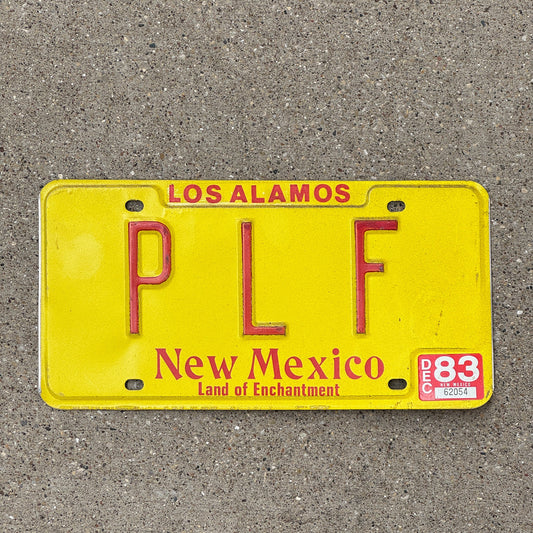 LOS ALAMOS
P L F
New Mexico
Land of Enchantment
DEC 83
NEW MEXICO
62054